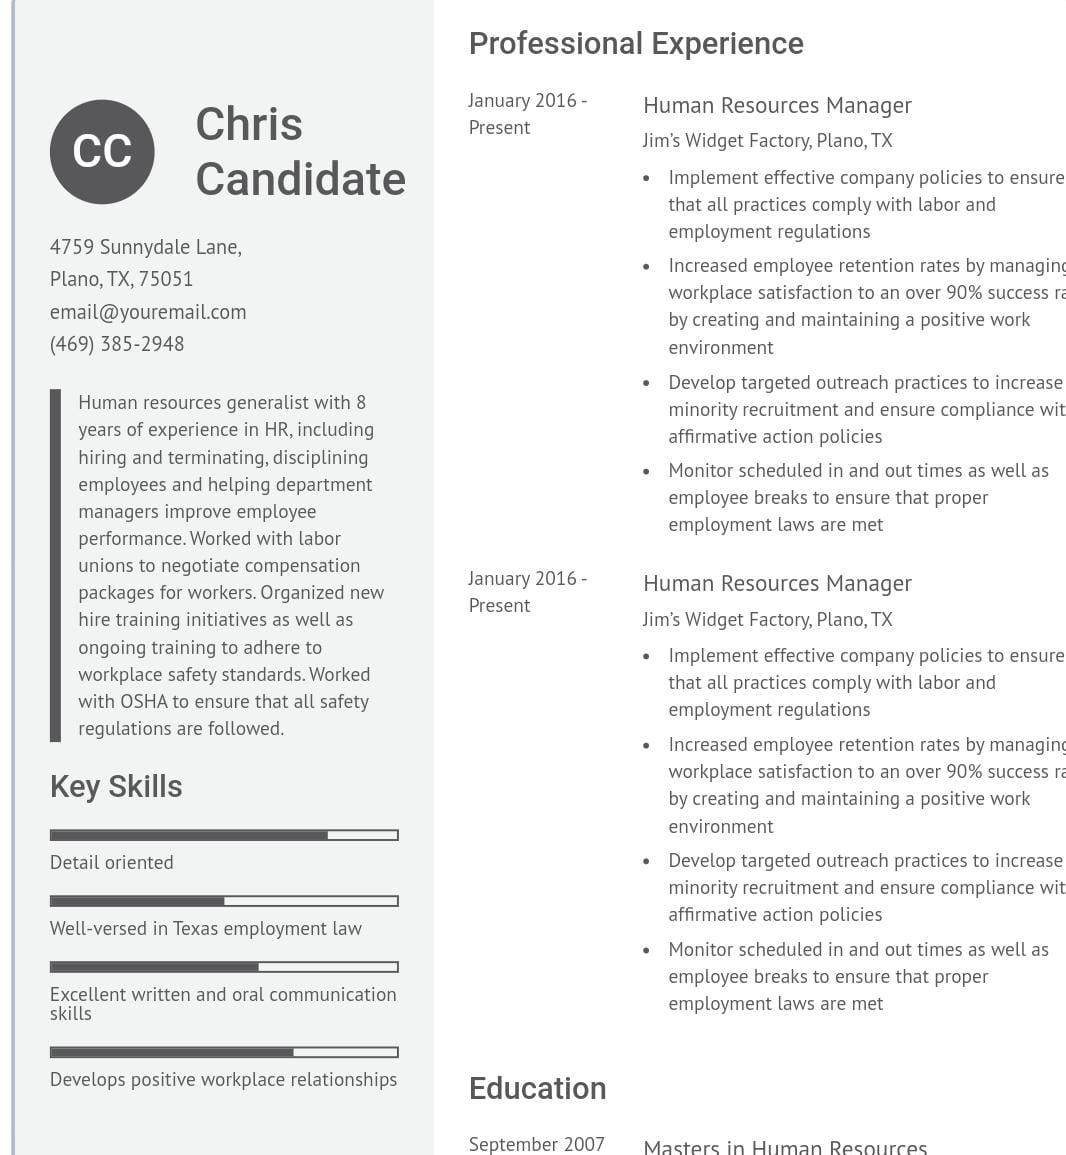 CC
Chris
Candidate
4759 Sunnydale Lane,
Plano, TX, 75051
email@youremail.com
(469) 385-2948
Human resources generalist with 8
years of experience in HR, including
hiring and terminating, disciplining
employees and helping department
managers improve employee
performance. Worked with labor
unions to negotiate compensation
packages for workers. Organized new
hire training initiatives as well as
ongoing training to adhere to
workplace safety standards. Worked
with OSHA to ensure that all safety
regulations are followed.
Key Skills
Detail oriented
Well-versed in Texas employment law
Excellent written and oral communication
skills
Develops positive workplace relationships
Professional Experience
January 2016 -
Present
Human Resources Manager
Jim’s Widget Factory, Plano, TX
• Implement effective company policies to ensure
that all practices comply with labor and
employment regulations
• Increased employee retention rates by managing
workplace satisfaction to an over 90% success
by creating and maintaining a positive work
environment
• Develop targeted outreach practices to increase
minority recruitment and ensure compliance
affirmative action policies
• Monitor scheduled in and out times as well as
employee breaks to ensure that proper
employment laws are met
January 2016 -
Present
Human Resources Manager
Jim’s Widget Factory, Plano, TX
• Implement effective company policies to ensure
that all practices comply with labor and
employment regulations
• Increased employee retention rates by managing
workplace satisfaction to an over 90% success
by creating and maintaining a positive work
environment
• Develop targeted outreach practices to increase
minority recruitment and ensure compliance
affirmative action policies
• Monitor scheduled in and out times as well as
employee breaks to ensure that proper
employment laws are met
Education
September 2007
Masters in Human Resources